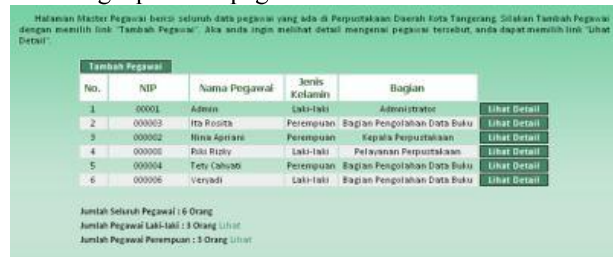 Halaman Master Pegawai berisi seluruh data pegawai yang ada di Perpustakaan Daerah Kota Tangerang. Silakan Tambah Pegawai
dengan memilih link "Tambah Pegawai". Jika anda ingin melihat detail mengenai pegawai tersebut, anda dapat memilih link "Lihat
Detail".
Tambah Pegawai
No. NIP Nama Pegawai Jenis Kelamin Bagian
1 00001 Admin Laki-laki Administrator Lihat Detail
2 000003 Ita Rosita Perempuan Bagian Pengolahan Data Buku Lihat Detail
3 000002 Nina Apriani Perempuan Kepala Perpustakaan Lihat Detail
4 Riki Rizky Laki-laki Pelayanan Perpustakaan Lihat Detail
5 000004 Tety Cahyati Perempuan Bagian Pengolahan Data Buku Lihat Detail
6 000006 Veryadi Laki-laki Bagian Pengolahan Data Buku Lihat Detail
Jumlah Seluruh Pegawai : 6 Orang
Jumlah Pegawai Laki-laki : 3 Orang Lihat
Jumlah Pegawai Perempuan : 3 Orang Lihat